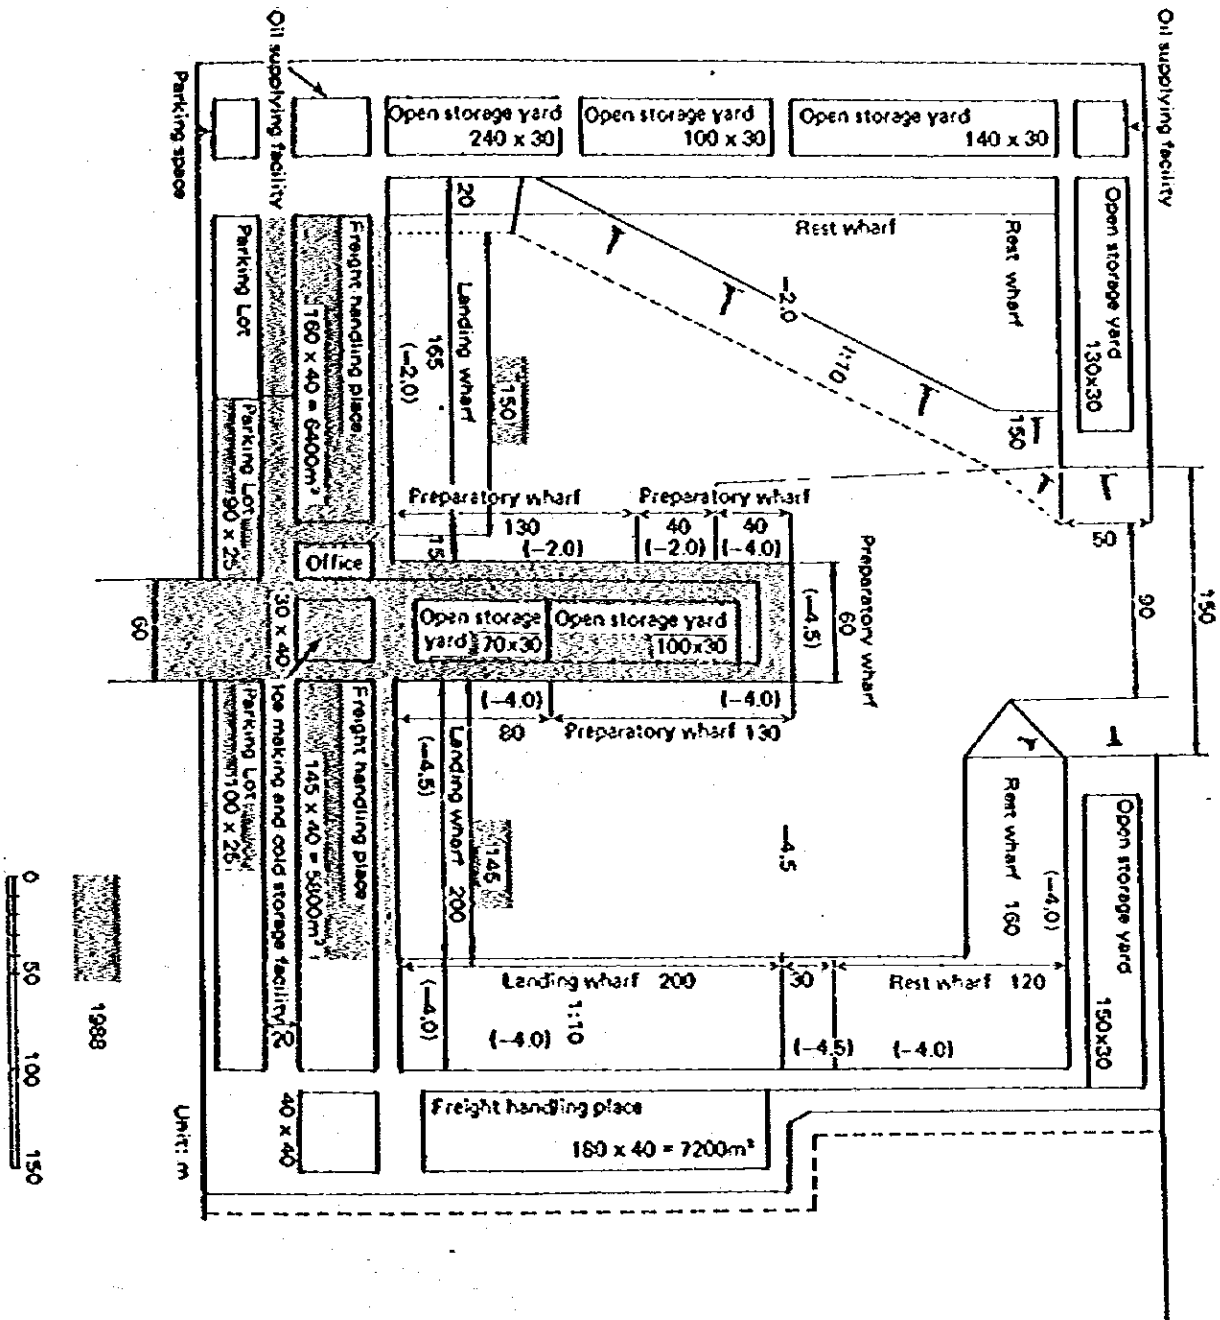 Oil supplying facility
Oil supplying facility
Parking space
Open storage yard
240 x 30
Open storage yard
100 x 30
Open storage yard
140 x 30
Open storage yard
130x30
20
Rest wharf
Rest wharf
-2.0
1:10
150
Parking Lot
Freight handling place
160 x 40 = 6400m²
Landing wharf
165
(-2.0)
150
Parking Lot
90 x 25
Preparatory wharf
130
(-2.0)
Preparatory wharf
40
(-2.0)
40
(-4.0)
15
Preparatory wharf
60
(-4.5)
50
90
150
Office
60
30 x 40
Open storage
yard 70x30
Open storage yard
100x30
(-4.0)
80
(-4.0)
Preparatory wharf 130
Parking Lot
100 x 25
Ice making and cold storage facility
20
Freight handling place
145 x 40 = 5800m²
(-4.5)
Landing wharf 200
145
-4.5
Rest wharf 160
(-4.0)
Open storage yard
150x30
Landing wharf 200
30
Rest wharf 120
(-4.0)
1:10
(-4.0)
(-4.5)
(-4.0)
40 x 40
Freight handling place
180 x 40 = 7200m²
Unit: m
1988
0 50 100 150